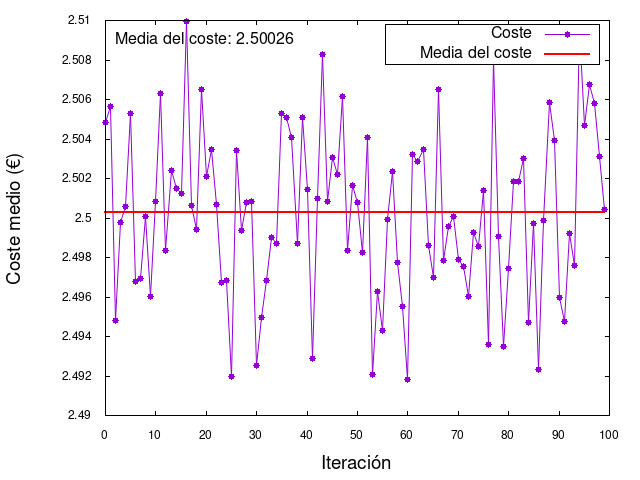 Media del coste: 2.50026
Coste
Media del coste
2.51
2.508
2.506
2.504
2.502
2.5
2.498
2.496
2.494
2.492
2.49
0 10 20 30 40 50 60 70 80 90 100
Coste medio (€)
Iteración